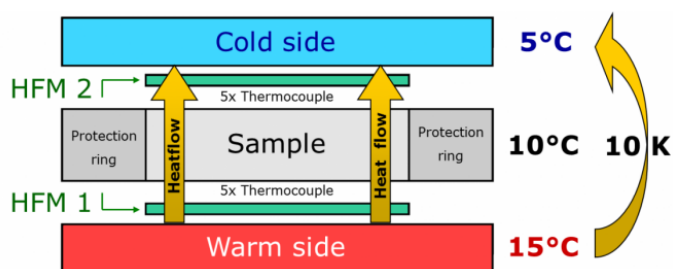 Cold side
5°C
HFM 2
5x Thermocouple
Protection
ring
Heatflow
Sample
Heat flow
Protection
ring
10°C
10 K
5x Thermocouple
HFM 1
Warm side
15°C